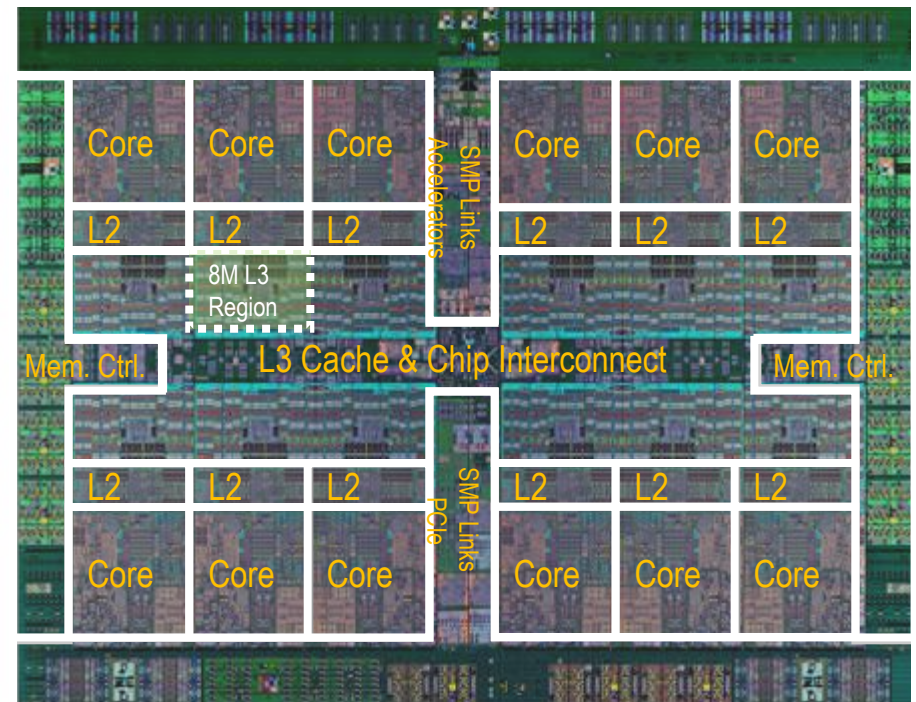 Core Core Core Core Core Core
Accelerators
SMP Links
L2 L2 L2 L2 L2 L2
8M L3
Region
Mem. Ctrl. L3 Cache & Chip Interconnect Mem. Ctrl.
L2 L2 L2 L2 L2 L2
PCIe
SMP Links
Core Core Core Core Core Core